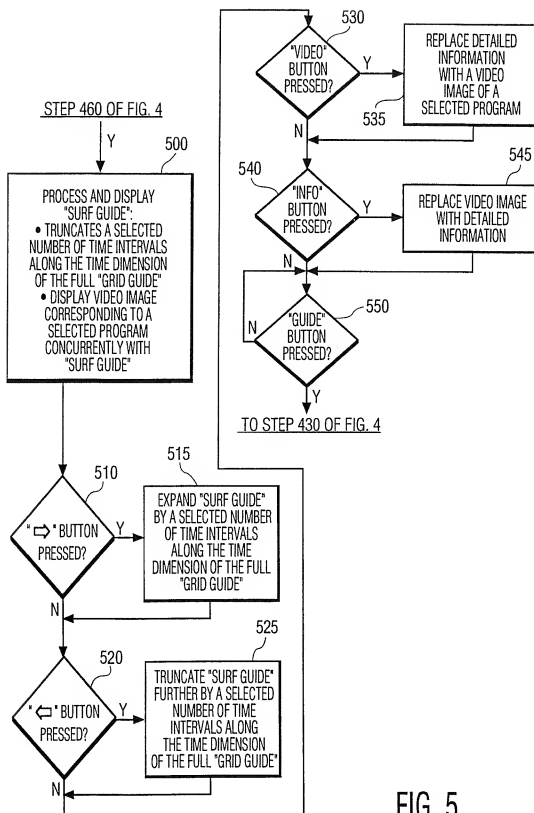 STEP 460 OF FIG. 4
Y
500
PROCESS AND DISPLAY
"SURF GUIDE":
• TRUNCATES A SELECTED
NUMBER OF TIME INTERVALS
ALONG THE TIME DIMENSION
OF THE FULL "GRID GUIDE"
• DISPLAY VIDEO IMAGE
CORRESPONDING TO A
SELECTED PROGRAM
CONCURRENTLY WITH
"SURF GUIDE"
510
"⇨" BUTTON
PRESSED?
Y
N
515
EXPAND "SURF GUIDE"
BY A SELECTED NUMBER
OF TIME INTERVALS
ALONG THE TIME
DIMENSION OF THE FULL
"GRID GUIDE"
520
"⇦" BUTTON
PRESSED?
Y
N
525
TRUNCATE "SURF GUIDE"
FURTHER BY A SELECTED
NUMBER OF TIME
INTERVALS ALONG
THE TIME DIMENSION
OF THE FULL "GRID GUIDE"
530
"VIDEO"
BUTTON
PRESSED?
Y
N
REPLACE DETAILED
INFORMATION
WITH A VIDEO
IMAGE OF A
SELECTED PROGRAM
535
540
"INFO"
BUTTON
PRESSED?
Y
N
545
REPLACE VIDEO IMAGE
WITH DETAILED
INFORMATION
550
"GUIDE"
BUTTON
PRESSED?
N
Y
TO STEP 430 OF FIG. 4
FIG. 5